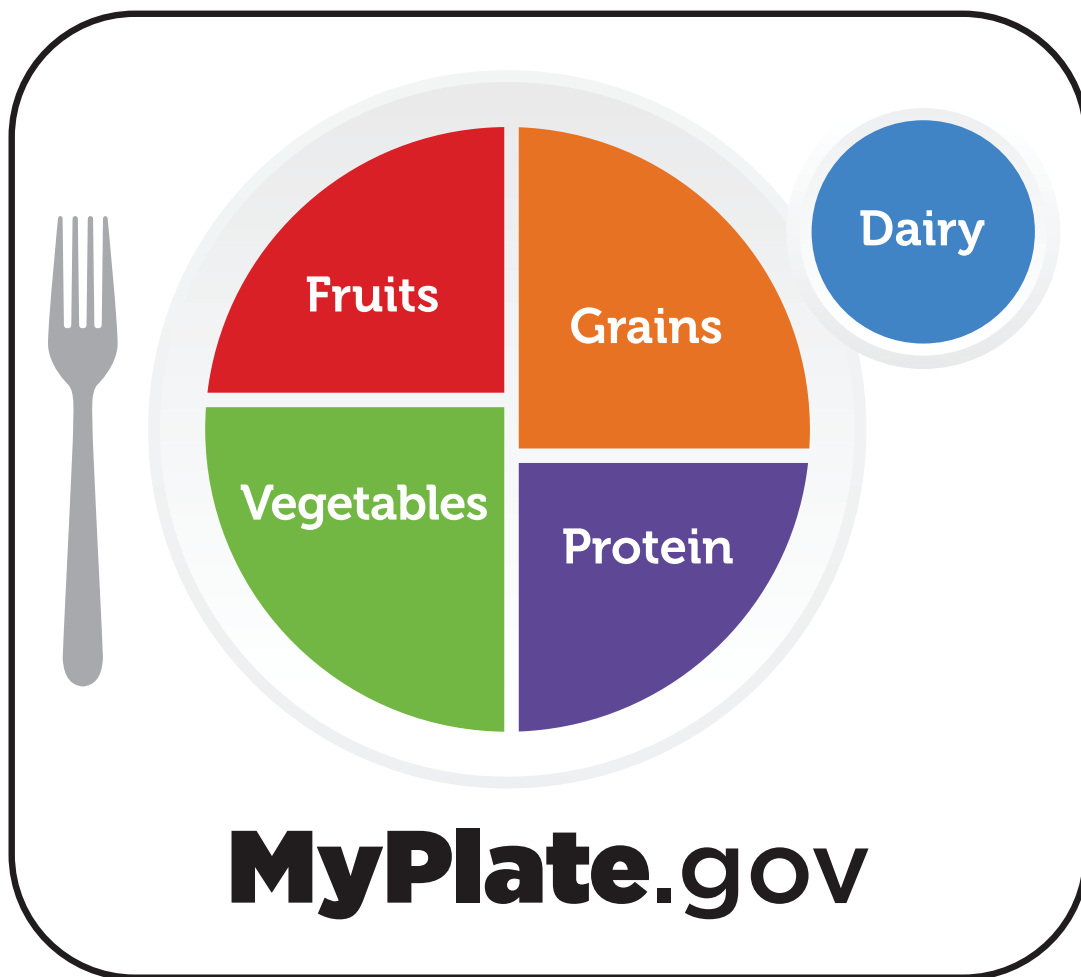 Fruits
Grains
Dairy
Vegetables
Protein
MyPlate.gov